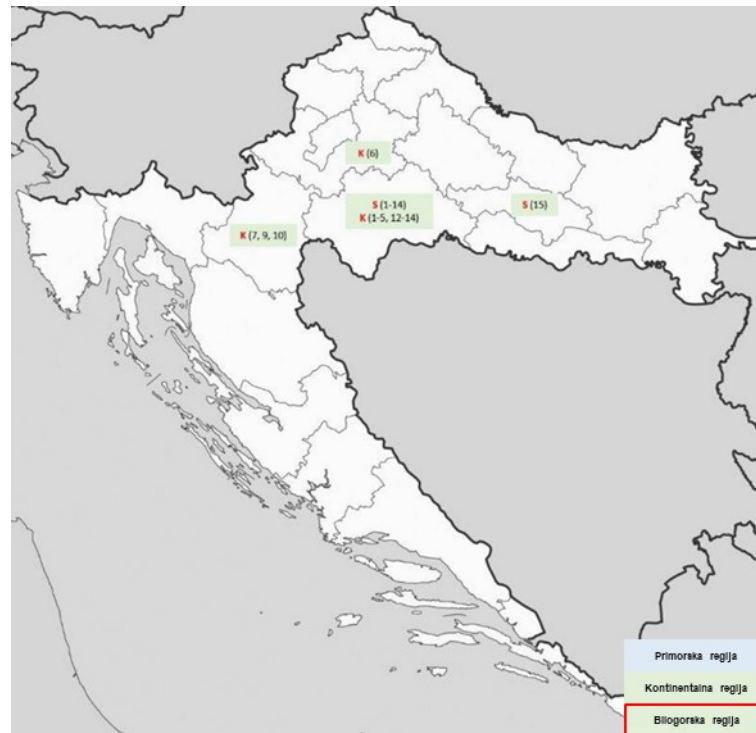 K (6)
S (1-14)
K (1-5, 12-14)
S (15)
K (7, 9, 10)
Primorska regija
Kontinentalna regija
Bilogorska regija